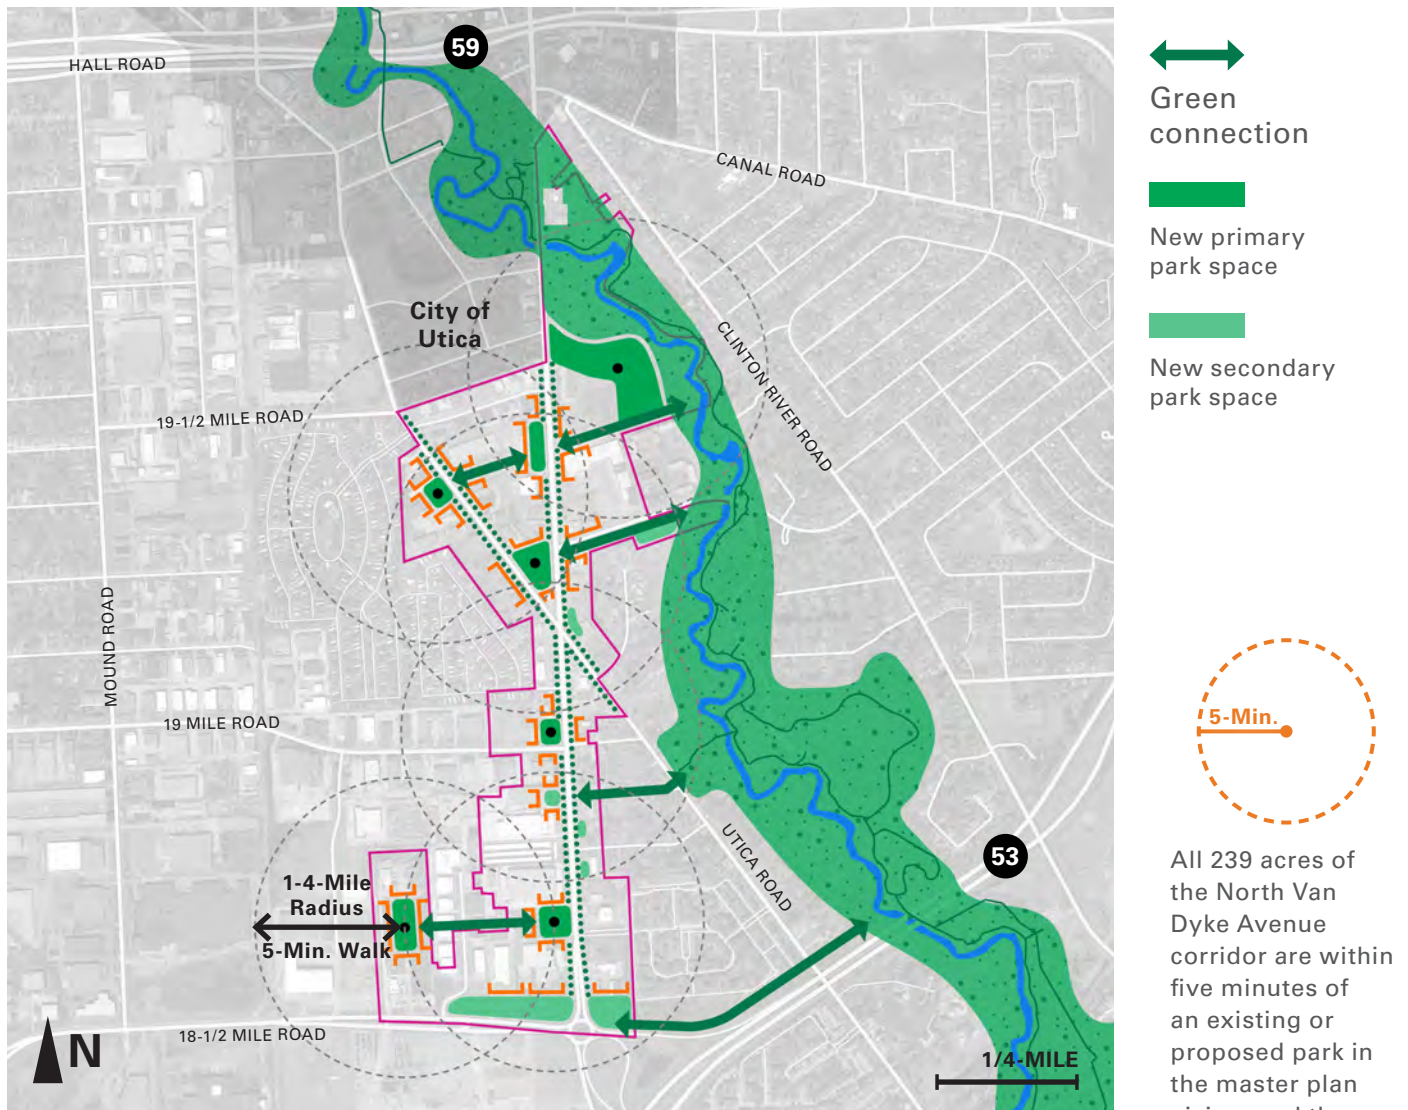 59
HALL ROAD
CANAL ROAD
City of
Utica
CLINTON RIVER ROAD
19-1/2 MILE ROAD
MOUND ROAD
19 MILE ROAD
UTICA ROAD
53
1-4-Mile
Radius
5-Min. Walk
18-1/2 MILE ROAD
N
1/4-MILE
Green
connection
New primary
park space
New secondary
park space
5-Min.
All 239 acres of
the North Van
Dyke Avenue
corridor are within
five minutes of
an existing or
proposed park in
the master plan